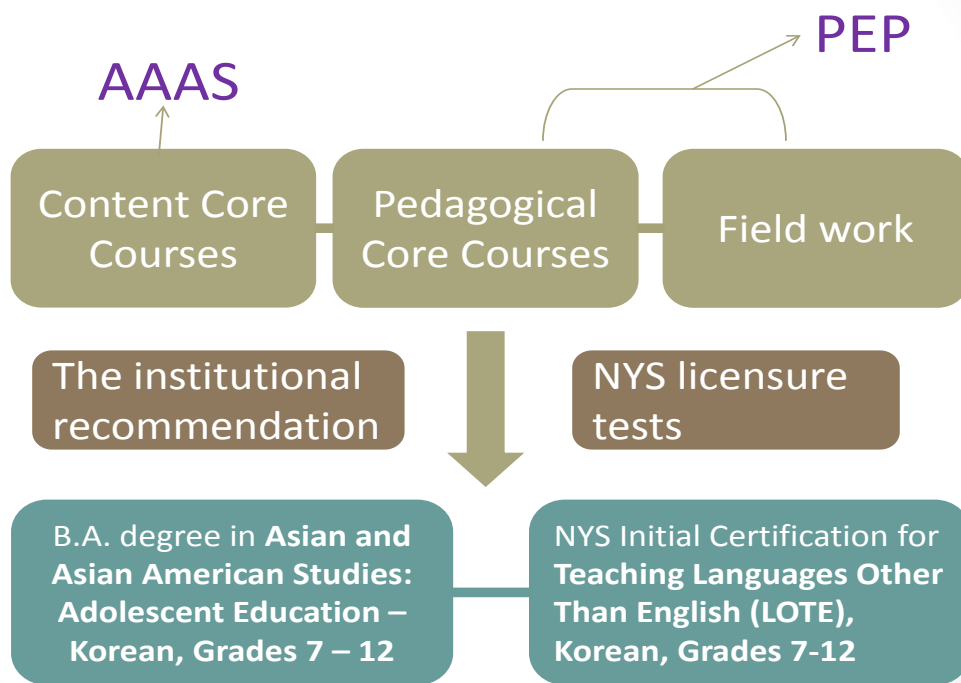 PEP
AAAS
Content Core
Courses
Pedagogical
Core Courses
Field work
The institutional
recommendation
NYS licensure
tests
B.A. degree in Asian and
Asian American Studies:
Adolescent Education –
Korean, Grades 7 – 12
NYS Initial Certification for
Teaching Languages Other
Than English (LOTE),
Korean, Grades 7-12